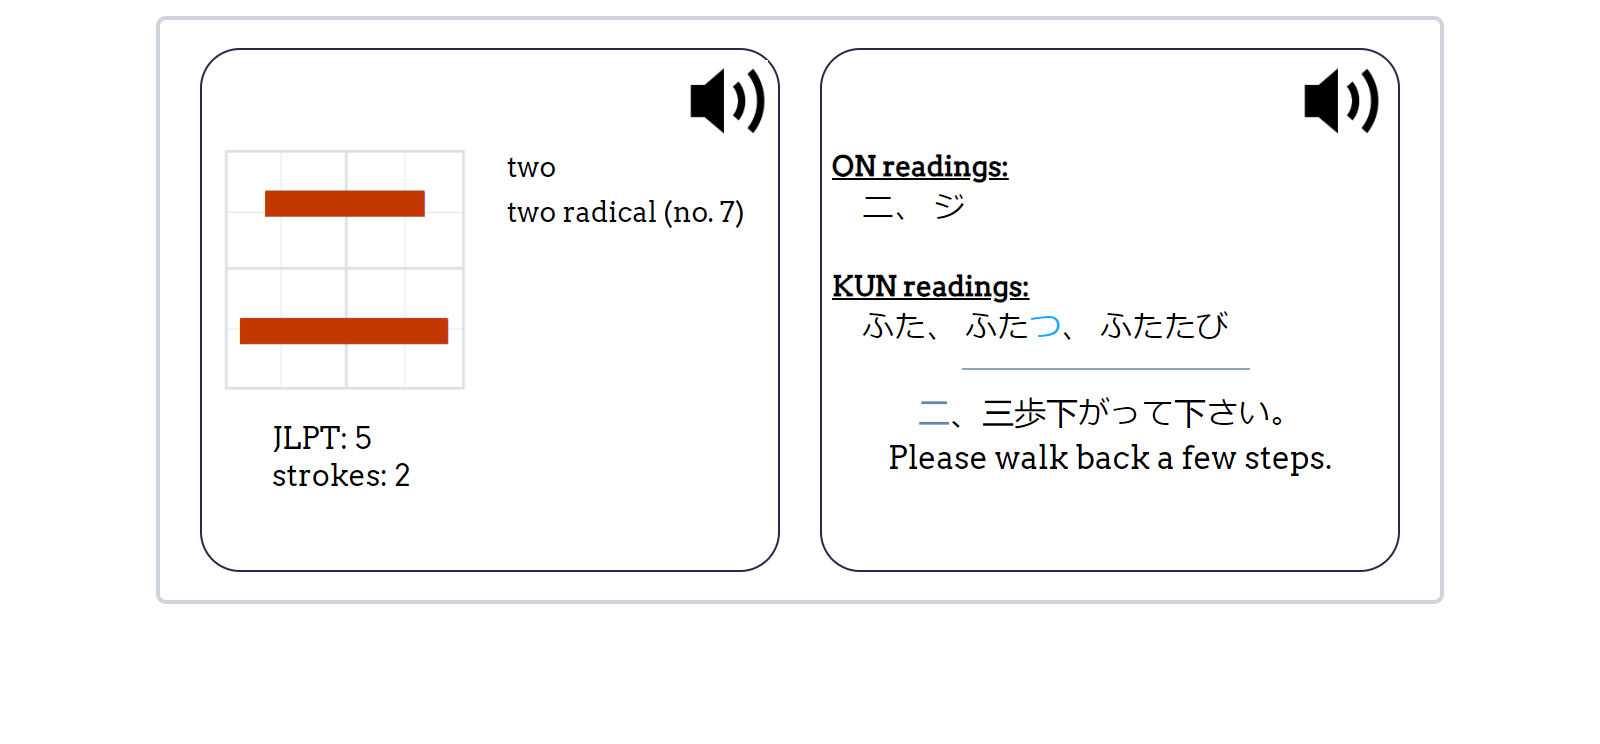 two
two radical (no. 7)
JLPT: 5
strokes: 2
ON readings:
ニ、 ジ
KUN readings:
ふた、 ふたつ、 ふたたび
二、三歩下がって下さい。
Please walk back a few steps.